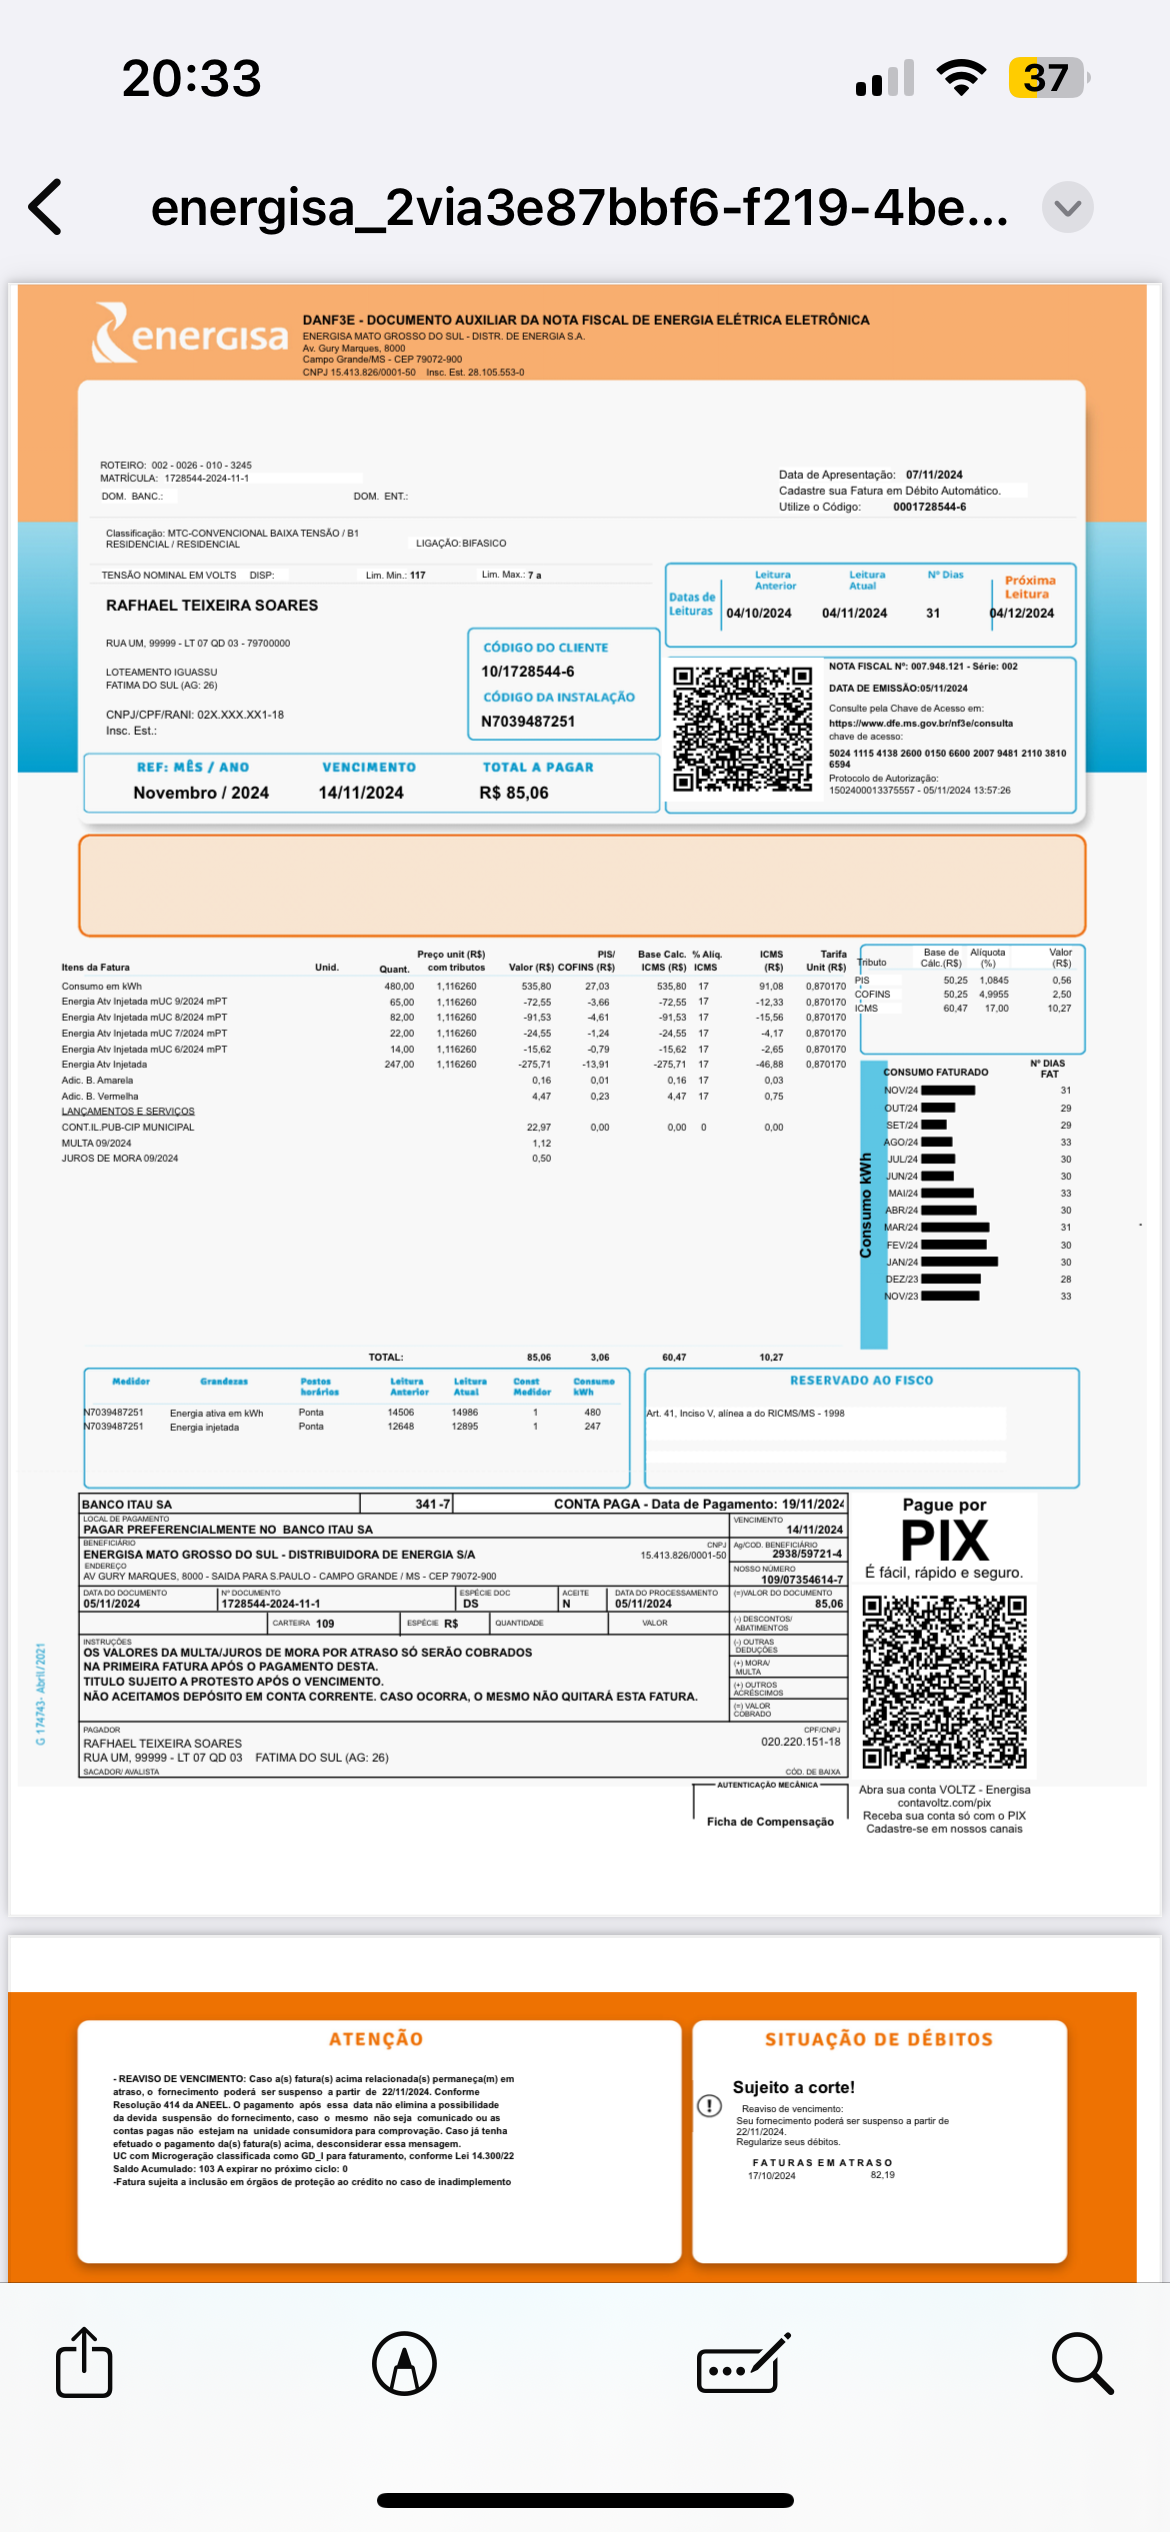 20:33
37
energisa_2via3e87bbf6-f219-4be...
energisa
DANF3E - DOCUMENTO AUXILIAR DA NOTA FISCAL DE ENERGIA ELÉTRICA ELETRÔNICA
ENERGISA MATO GROSSO DO SUL - DISTR. DE ENERGIA S.A.
Av. Gury Marques, 8000
Campo Grande/MS - CEP 79072-900
CNPJ 15.413.826/0001-50 Insc. Est. 28.105.553-0
ROTEIRO: 002 - 0026 - 010 - 3245
MATRÍCULA: 1728544-2024-11-1
DOM. BANC.: DOM. ENT.:
Data de Apresentação: 07/11/2024
Cadastre sua Fatura em Débito Automático.
Utilize o Código: 0001728544-6
Classificação: MTC-CONVENCIONAL BAIXA TENSÃO / B1
RESIDENCIAL / RESIDENCIAL
LIGAÇÃO: BIFASICO
TENSÃO NOMINAL EM VOLTS DISP: Lim. Min.: 117 Lim. Max.: 7 a
RAFHAEL TEIXEIRA SOARES
RUA UM, 99999 - LT 07 QD 03 - 79700000
LOTEAMENTO IGUASSU
FATIMA DO SUL (AG: 26)
CNPJ/CPF/RANI: 02X.XXX.XX1-18
Insc. Est.:
CÓDIGO DO CLIENTE
10/1728544-6
CÓDIGO DA INSTALAÇÃO
N7039487251
Datas de Leituras
Leitura Anterior Leitura Atual Nº Dias Próxima Leitura
04/10/2024 04/11/2024 31 04/12/2024
NOTA FISCAL Nº: 007.948.121 - Série: 002
DATA DE EMISSÃO:05/11/2024
Consulte pela Chave de Acesso em:
https://www.dfe.ms.gov.br/nf3e/consulta
chave de acesso:
5024 1115 4138 2600 0150 6600 2007 9481 2110 3810
6594
Protocolo de Autorização:
1502400013375557 - 05/11/2024 13:57:26
REF: MÊS / ANO VENCIMENTO TOTAL A PAGAR
Novembro / 2024 14/11/2024 R$ 85,06
Itens da Fatura Unid. Quant. Preço unit (R$) com tributos Valor (R$) PIS/ COFINS (R$) Base Calc. ICMS (R$) % Aliq. ICMS ICMS (R$) Tarifa Unit (R$)
Consumo em kWh 480,00 1,116260 535,80 27,03 535,80 17 91,08 0,870170
Energia Atv Injetada mUC 9/2024 mPT 65,00 1,116260 -72,55 -3,66 -72,55 17 -12,33 0,870170
Energia Atv Injetada mUC 8/2024 mPT 82,00 1,116260 -91,53 -4,61 -91,53 17 -15,56 0,870170
Energia Atv Injetada mUC 7/2024 mPT 22,00 1,116260 -24,55 -1,24 -24,55 17 -4,17 0,870170
Energia Atv Injetada mUC 6/2024 mPT 14,00 1,116260 -15,62 -0,79 -15,62 17 -2,65 0,870170
Energia Atv Injetada 247,00 1,116260 -275,71 -13,91 -275,71 17 -46,88 0,870170
Adic. B. Amarela 0,16 0,01 0,16 17 0,03
Adic. B. Vermelha 4,47 0,23 4,47 17 0,75
LANÇAMENTOS E SERVIÇOS
CONT.IL.PUB-CIP MUNICIPAL 22,97 0,00 0,00 0 0,00
MULTA 09/2024 1,12
JUROS DE MORA 09/2024 0,50
TOTAL: 85,06 3,06 60,47 10,27
Tributo Base de Cálc.(R$) Alíquota (%) Valor (R$)
PIS 50,25 1,0845 0,56
COFINS 50,25 4,9955 2,50
ICMS 60,47 17,00 10,27
Consumo kWh
CONSUMO FATURADO Nº DIAS FAT
NOV/24 31
OUT/24 29
SET/24 29
AGO/24 33
JUL/24 30
JUN/24 30
MAI/24 33
ABR/24 30
MAR/24 31
FEV/24 30
JAN/24 30
DEZ/23 28
NOV/23 33
Medidor Grandezas Postos horários Leitura Anterior Leitura Atual Const Medidor Consumo kWh
N7039487251 Energia ativa em kWh Ponta 14506 14986 1 480
N7039487251 Energia injetada Ponta 12648 12895 1 247
RESERVADO AO FISCO
Art. 41, Inciso V, alínea a do RICMS/MS - 1998
BANCO ITAU SA 341-7 CONTA PAGA - Data de Pagamento: 19/11/2024
LOCAL DE PAGAMENTO
PAGAR PREFERENCIALMENTE NO BANCO ITAU SA
VENCIMENTO
14/11/2024
BENEFICIÁRIO
ENERGISA MATO GROSSO DO SUL - DISTRIBUIDORA DE ENERGIA S/A
CNPJ
15.413.826/0001-50
Ag/COD. BENEFICIÁRIO
2938/59721-4
ENDEREÇO
AV GURY MARQUES, 8000 - SAIDA PARA S.PAULO - CAMPO GRANDE / MS - CEP 79072-900
NOSSO NÚMERO
109/07354614-7
DATA DO DOCUMENTO Nº DOCUMENTO ESPÉCIE DOC ACEITE DATA DO PROCESSAMENTO (=)VALOR DO DOCUMENTO
05/11/2024 1728544-2024-11-1 DS N 05/11/2024 85,06
CARTEIRA 109 ESPÉCIE R$ QUANTIDADE VALOR
(-) DESCONTOS/ ABATIMENTOS
INSTRUÇÕES
OS VALORES DA MULTA/JUROS DE MORA POR ATRASO SÓ SERÃO COBRADOS
NA PRIMEIRA FATURA APÓS O PAGAMENTO DESTA.
TITULO SUJEITO A PROTESTO APÓS O VENCIMENTO.
NÃO ACEITAMOS DEPÓSITO EM CONTA CORRENTE. CASO OCORRA, O MESMO NÃO QUITARÁ ESTA FATURA.
(-) OUTRAS DEDUÇÕES
(+) MORA/ MULTA
(+) OUTROS ACRÉSCIMOS
(=) VALOR COBRADO
PAGADOR
RAFHAEL TEIXEIRA SOARES
RUA UM, 99999 - LT 07 QD 03 FATIMA DO SUL (AG: 26)
CPF/CNPJ
020.220.151-18
SACADOR/ AVALISTA CÓD. DE BAIXA
AUTENTICAÇÃO MECÂNICA
Ficha de Compensação
G 174743- Abril/2021
Pague por
PIX
É fácil, rápido e seguro.
Abra sua conta VOLTZ - Energisa
contavoltz.com/pix
Receba sua conta só com o PIX
Cadastre-se em nossos canais
ATENÇÃO
- REAVISO DE VENCIMENTO: Caso a(s) fatura(s) acima relacionada(s) permaneça(m) em
atraso, o fornecimento poderá ser suspenso a partir de 22/11/2024. Conforme
Resolução 414 da ANEEL. O pagamento após essa data não elimina a possibilidade
da devida suspensão do fornecimento, caso o mesmo não seja comunicado ou as
contas pagas não estejam na unidade consumidora para comprovação. Caso já tenha
efetuado o pagamento da(s) fatura(s) acima, desconsiderar essa mensagem.
UC com Microgeração classificada como GD_I para faturamento, conforme Lei 14.300/22
Saldo Acumulado: 103 A expirar no próximo ciclo: 0
-Fatura sujeita a inclusão em órgãos de proteção ao crédito no caso de inadimplemento
SITUAÇÃO DE DÉBITOS
Sujeito a corte!
Reaviso de vencimento:
Seu fornecimento poderá ser suspenso a partir de
22/11/2024.
Regularize seus débitos.
FATURAS EM ATRASO
17/10/2024 82,19